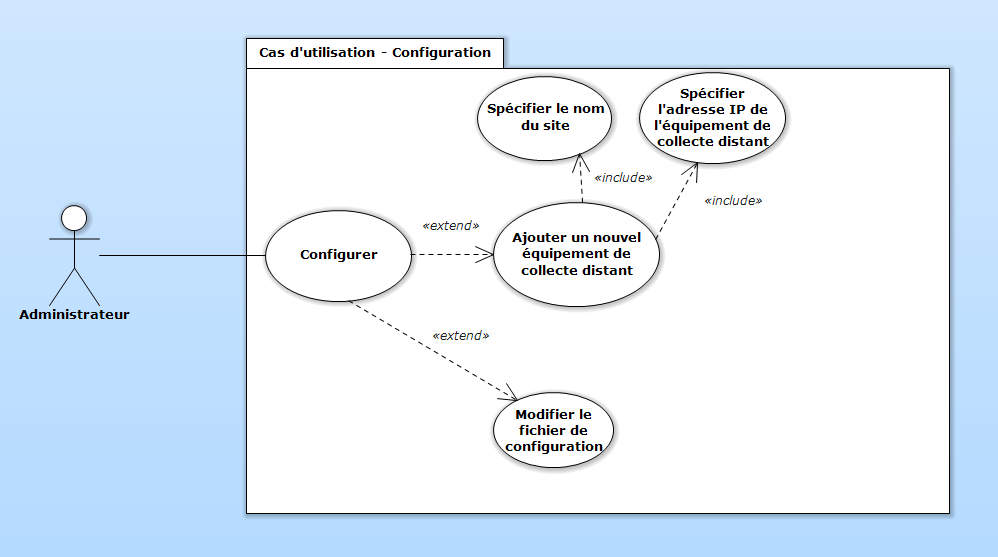 Cas d'utilisation - Configuration
Spécifier le nom
du site
Spécifier
l'adresse IP de
l'équipement de
collecte distant
«include»
«include»
«extend»
Configurer
Ajouter un nouvel
équipement de
collecte distant
Administrateur
«extend»
Modifier le
fichier de
configuration